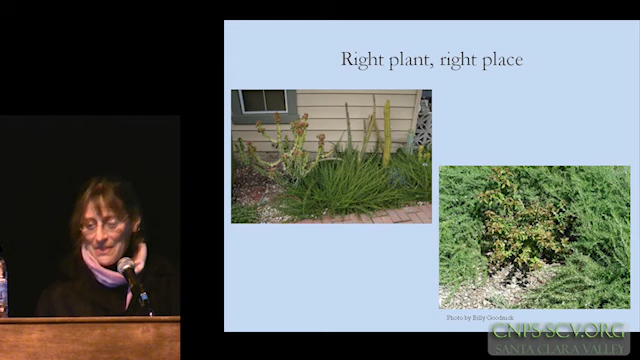 Right plant, right place
Photo by Billy Goodnick
CNPS-SCV.ORG
SANTA CLARA VALLEY